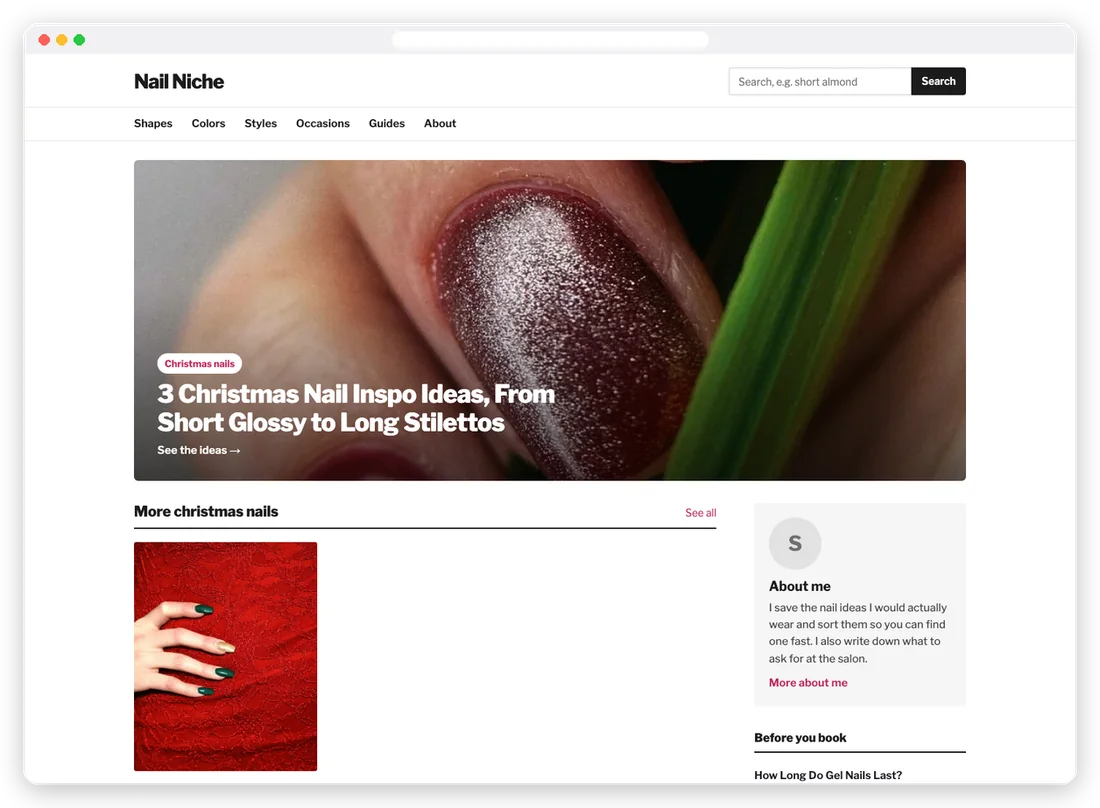 Nail Niche
Search, e.g. short almond
Search
Shapes Colors Styles Occasions Guides About
Christmas nails
3 Christmas Nail Inspo Ideas, From
Short Glossy to Long Stilettos
See the ideas →
More christmas nails
See all
S
About me
I save the nail ideas I would actually
wear and sort them so you can find
one fast. I also write down what to
ask for at the salon.
More about me
Before you book
How Long Do Gel Nails Last?